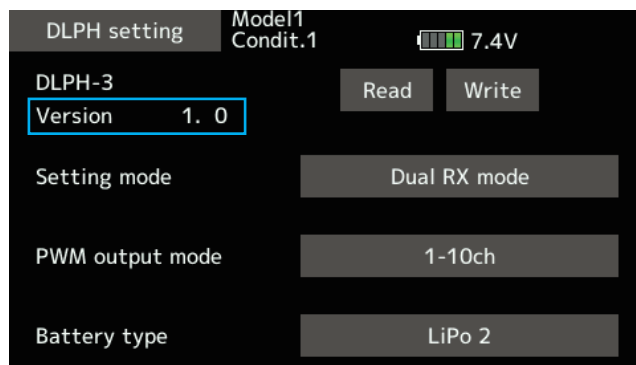 DLPH setting
Model1
Condit.1
7.4V
DLPH-3
Read Write
Version 1. 0
Setting mode Dual RX mode
PWM output mode 1-10ch
Battery type LiPo 2